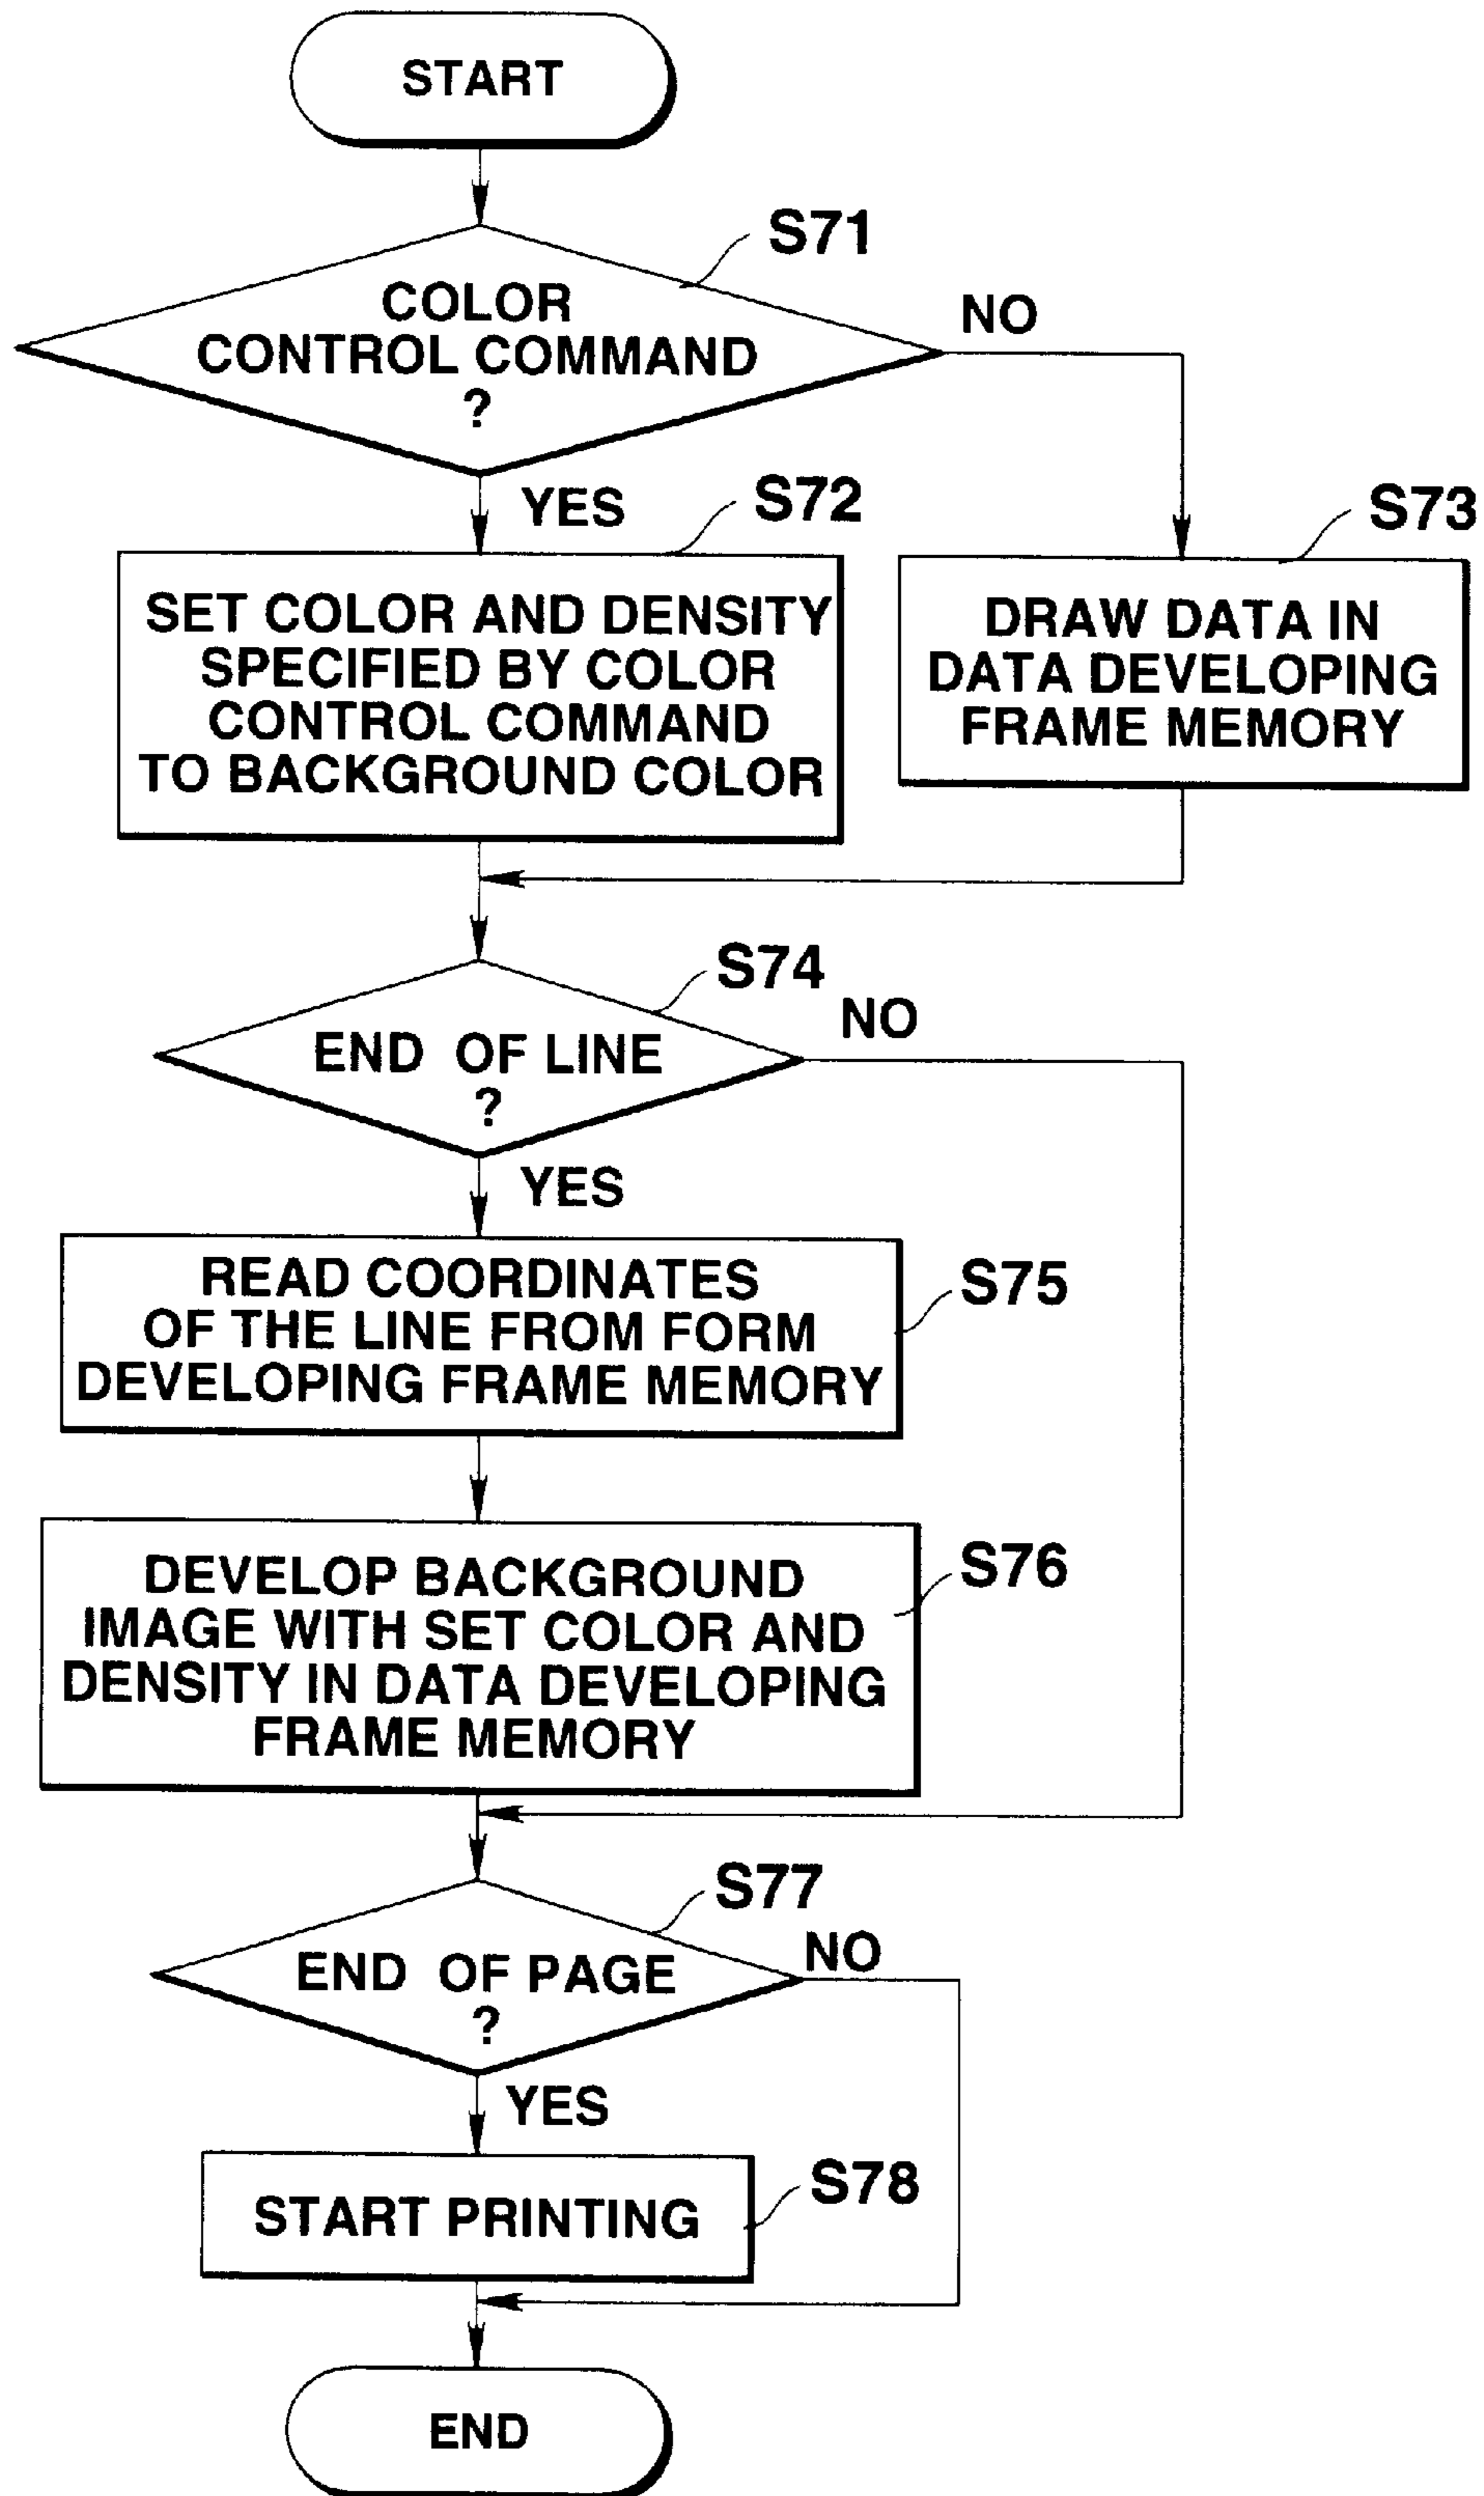 START
S71
COLOR
CONTROL COMMAND
?
NO
YES
S72
S73
SET COLOR AND DENSITY
SPECIFIED BY COLOR
CONTROL COMMAND
TO BACKGROUND COLOR
DRAW DATA IN
DATA DEVELOPING
FRAME MEMORY
S74
NO
END OF LINE
?
YES
READ COORDINATES
OF THE LINE FROM FORM
DEVELOPING FRAME MEMORY
S75
DEVELOP BACKGROUND
IMAGE WITH SET COLOR AND
DENSITY IN DATA DEVELOPING
FRAME MEMORY
S76
S77
NO
END OF PAGE
?
YES
START PRINTING
S78
END